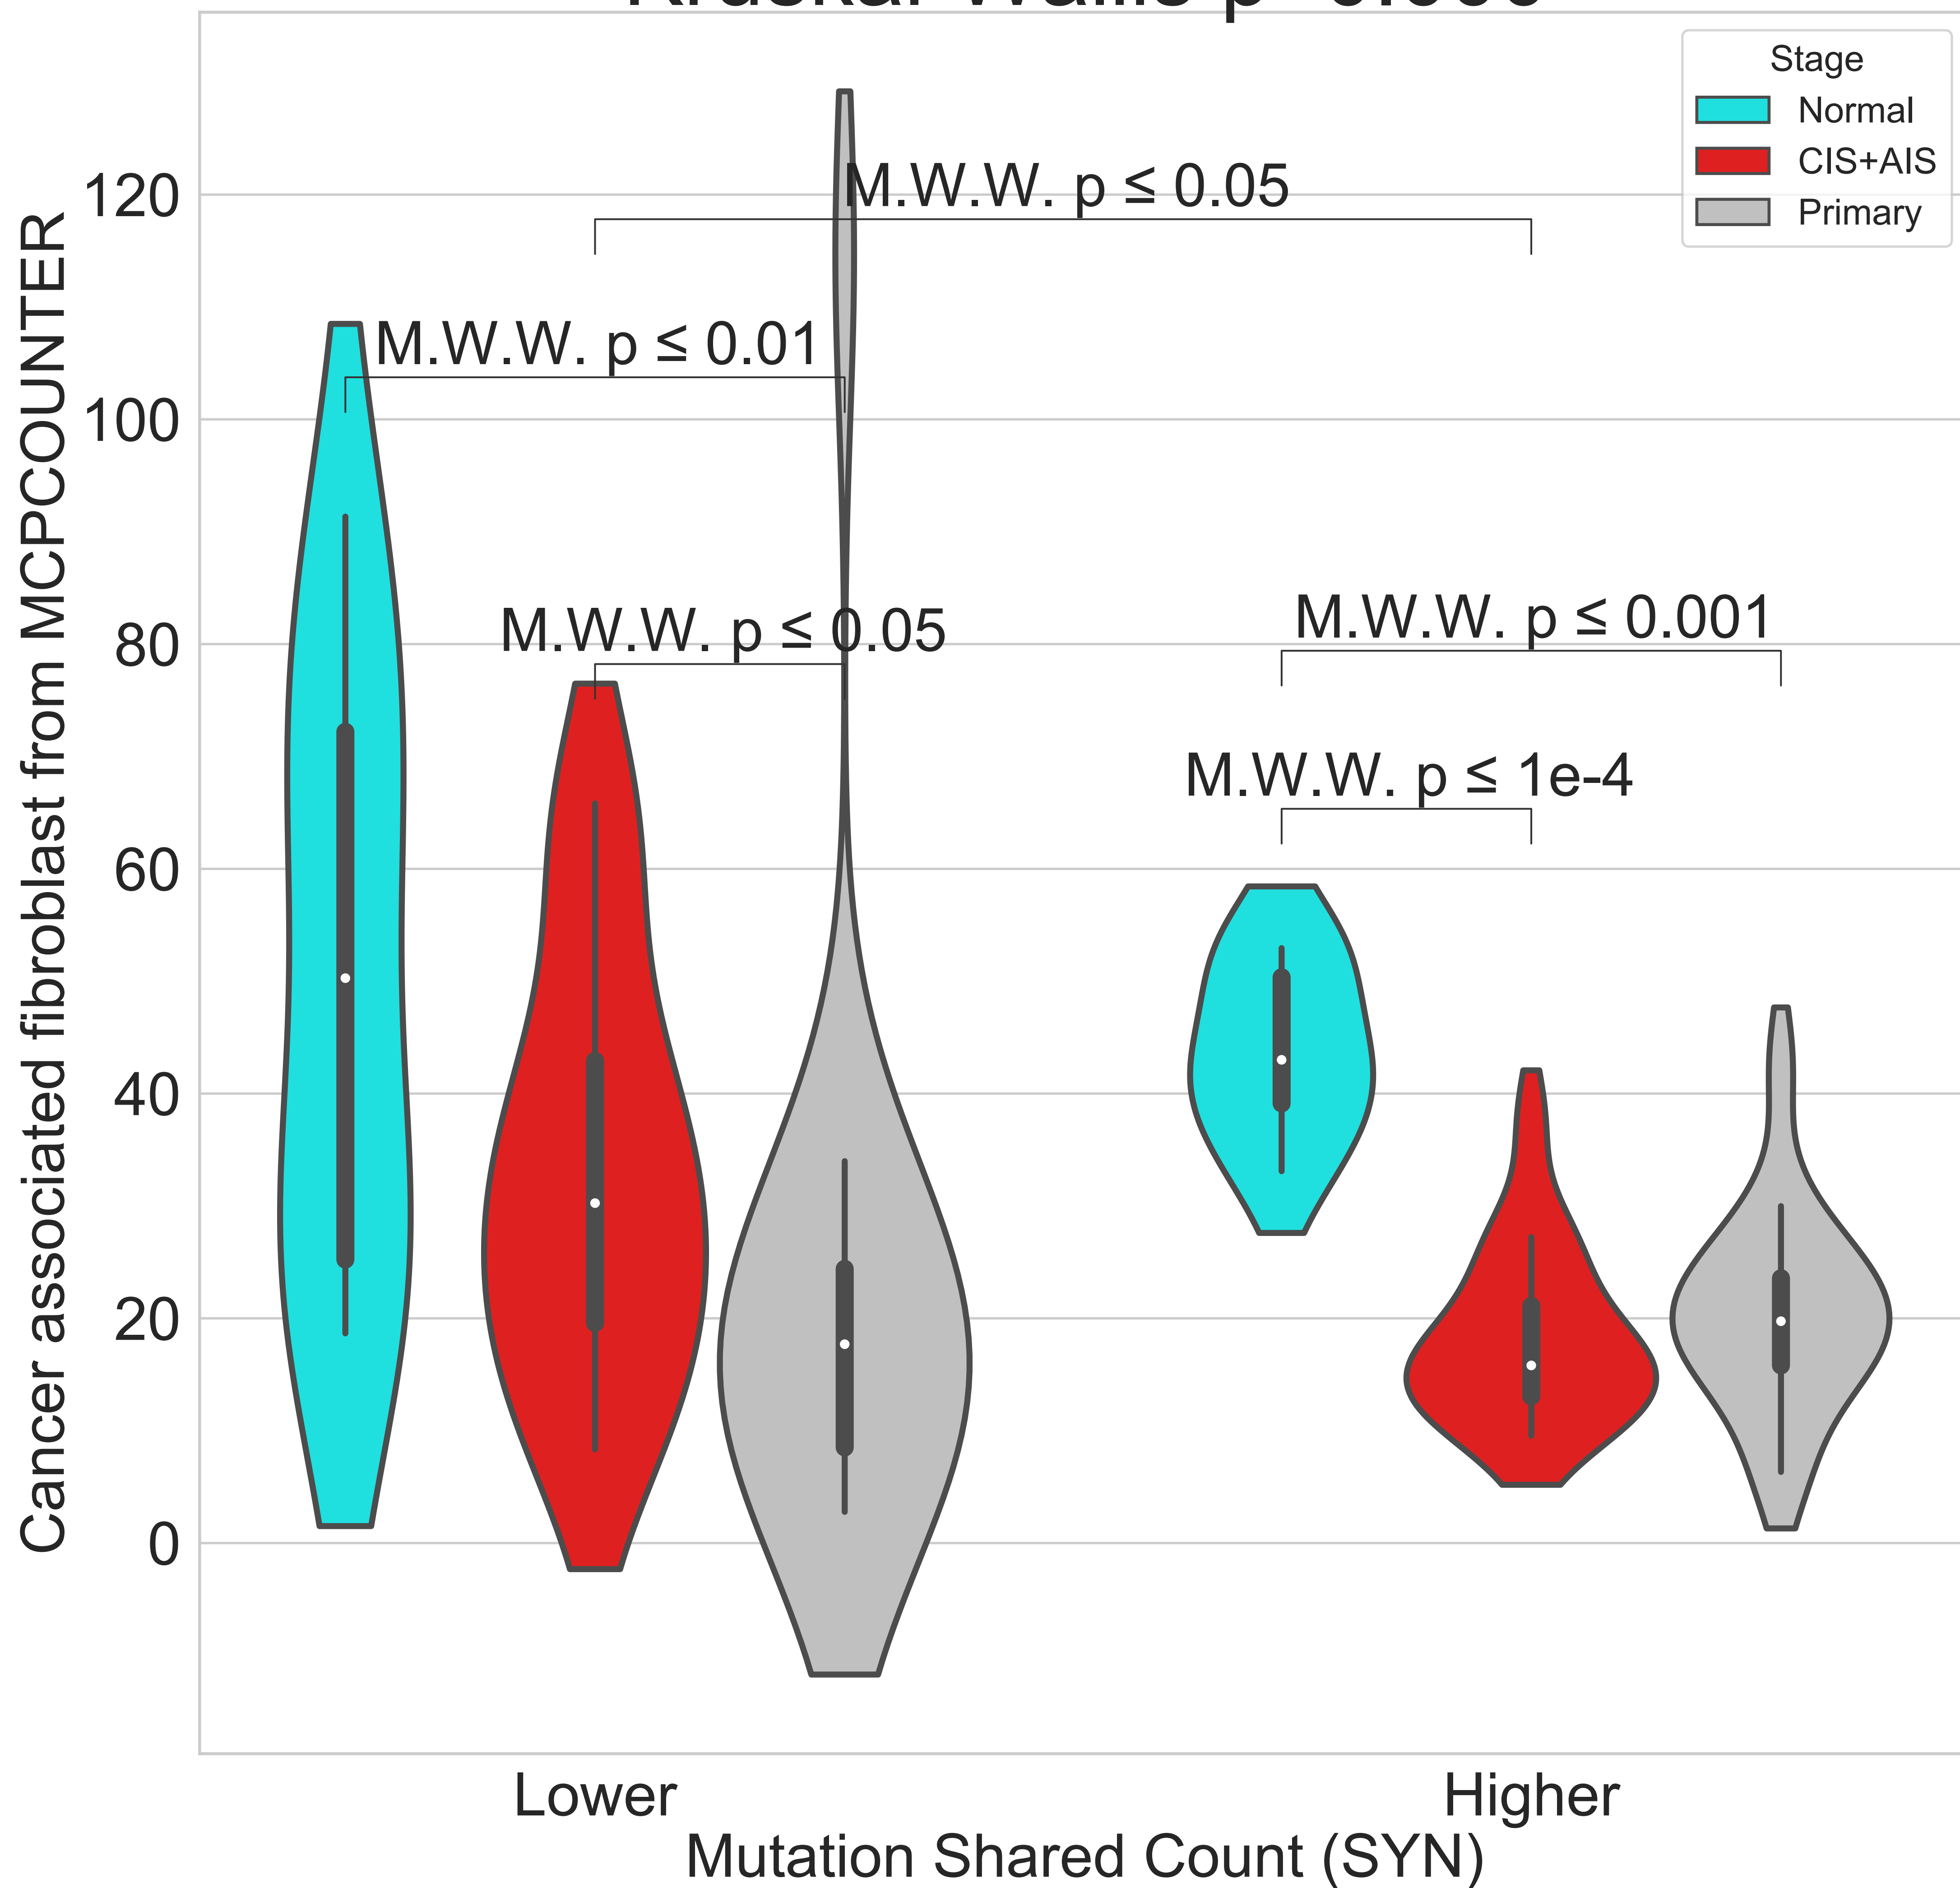 Stage
Normal
CIS+AIS
Primary
Cancer associated fibroblast from MCPCOUNTER
120
100
80
60
40
20
0
M.W.W. p ≤ 0.05
M.W.W. p ≤ 0.01
M.W.W. p ≤ 0.05
M.W.W. p ≤ 0.001
M.W.W. p ≤ 1e-4
Lower
Higher
Mutation Shared Count (SYN)